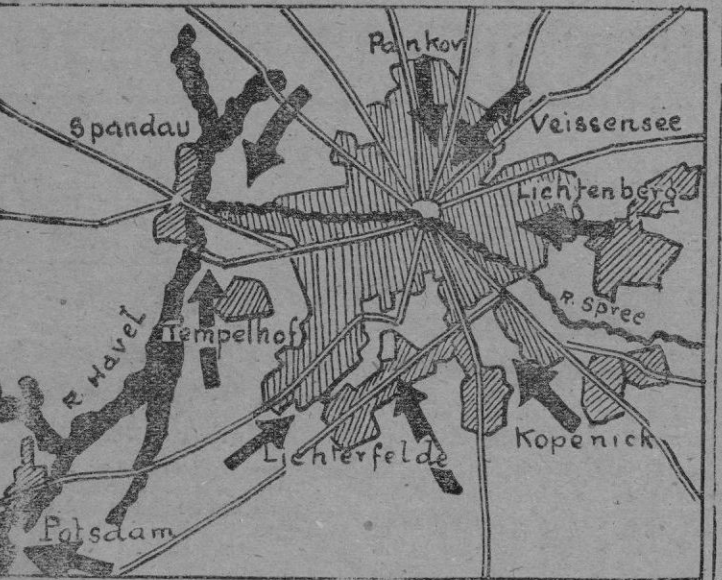 Pankov
Spandau
Veissensee
Lichtenberg
R. Spree
Tempelhof
R. Havel
Kopenick
Lichterfelde
Potsdam